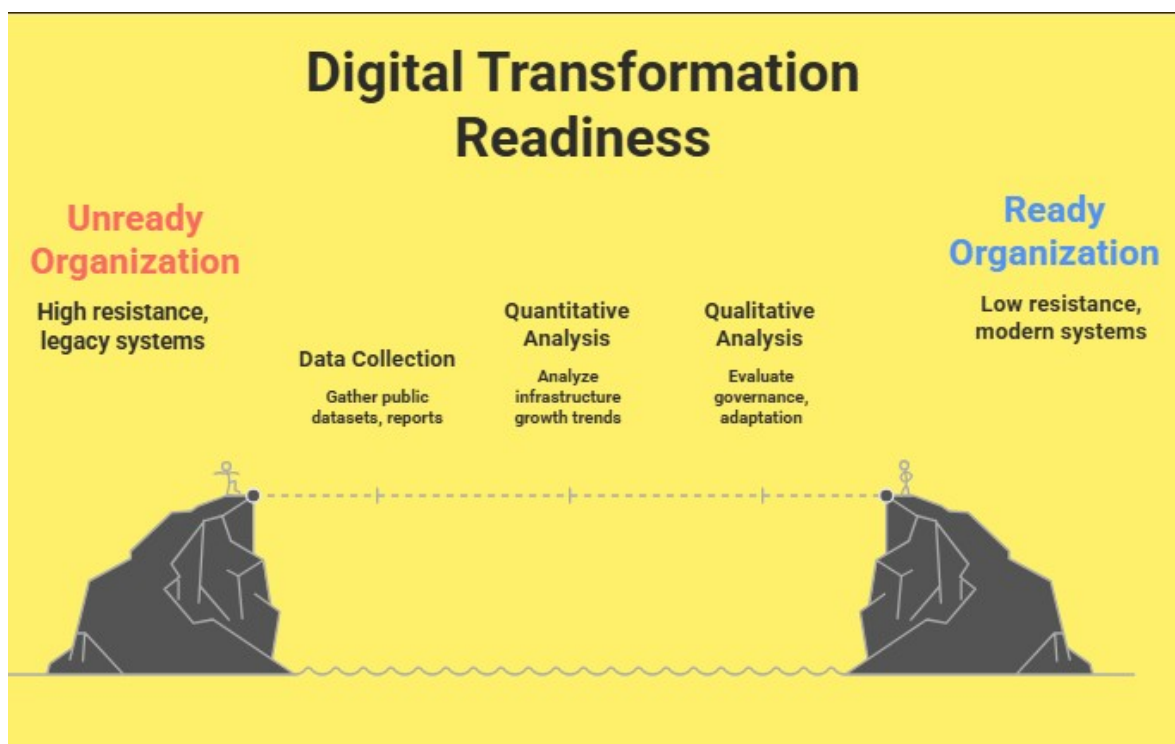 Digital Transformation
Readiness
Unready
Organization
High resistance,
legacy systems
Data Collection
Gather public
datasets, reports
Quantitative
Analysis
Analyze
infrastructure
growth trends
Qualitative
Analysis
Evaluate
governance,
adaptation
Ready
Organization
Low resistance,
modern systems